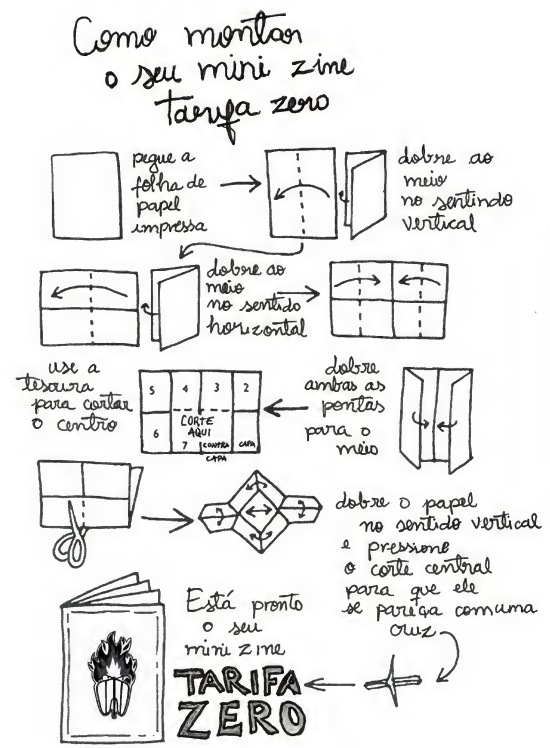 Como montar
o seu mini zine
tarifa zero
pegue a
folha de
papel
impressa
dobre ao
meio
no sentindo
vertical
dobre ao
meio
no sentido
horizontal
dobre
ambas as
pontas
para o
meio
use a
tesoura
para cortar
o centro
5 4 3 2
CORTE
AQUI
6 7 CONTRA CAPA
CAPA
dobre o papel
no sentido vertical
e pressione
o corte central
para que ele
se pareça com uma
cruz
Está pronto
o seu
mini zine
TARIFA
ZERO